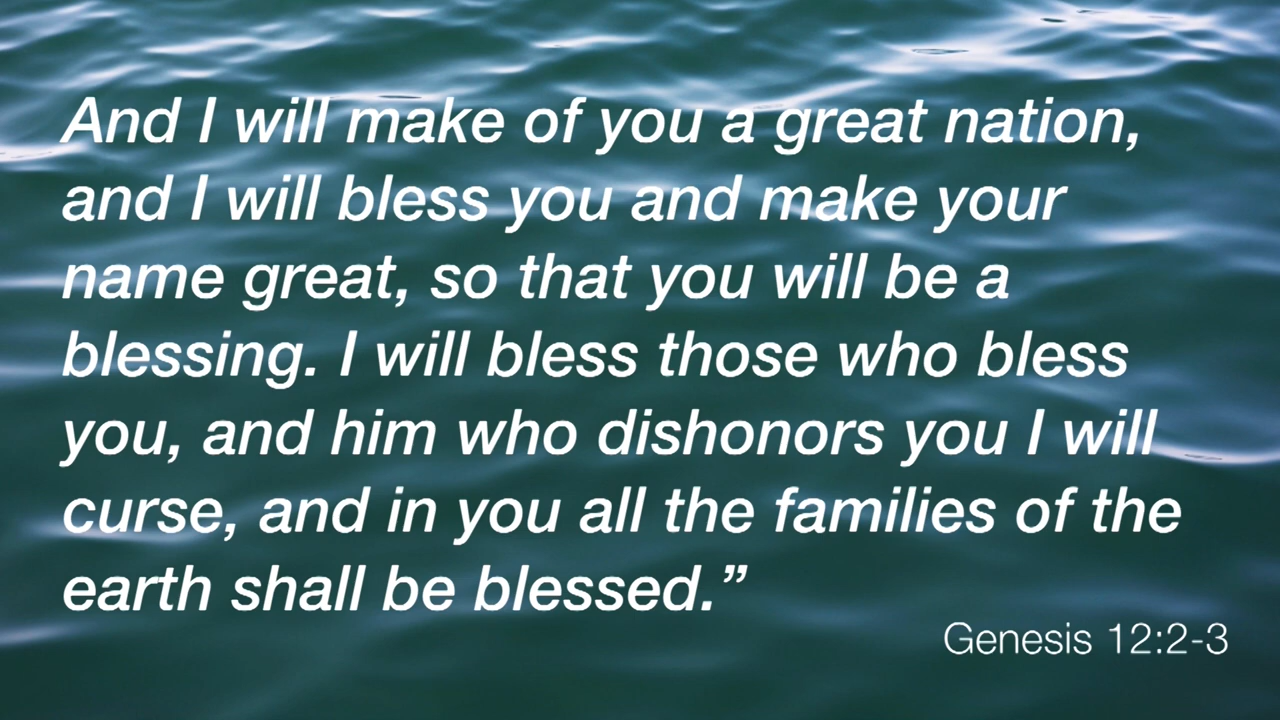 And I will make of you a great nation,
and I will bless you and make your
name great, so that you will be a
blessing. I will bless those who bless
you, and him who dishonors you I will
curse, and in you all the families of the
earth shall be blessed.”
Genesis 12:2-3